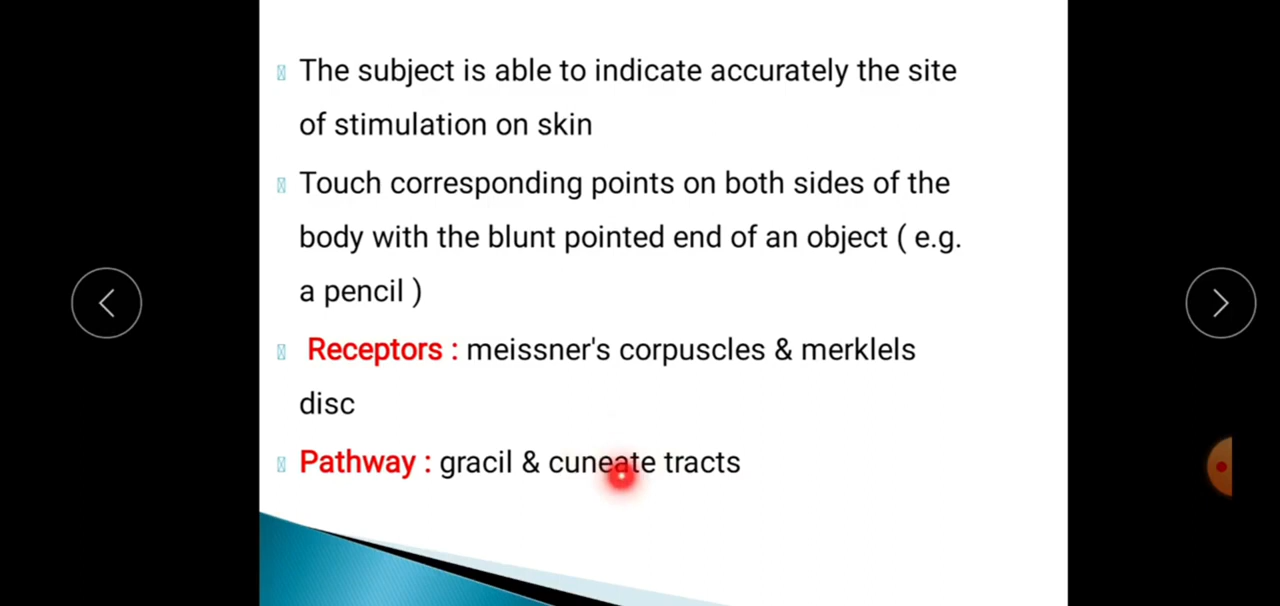 The subject is able to indicate accurately the site
of stimulation on skin
Touch corresponding points on both sides of the
body with the blunt pointed end of an object ( e.g.
a pencil )
Receptors : meissner's corpuscles & merklels
disc
Pathway : gracil & cuneate tracts